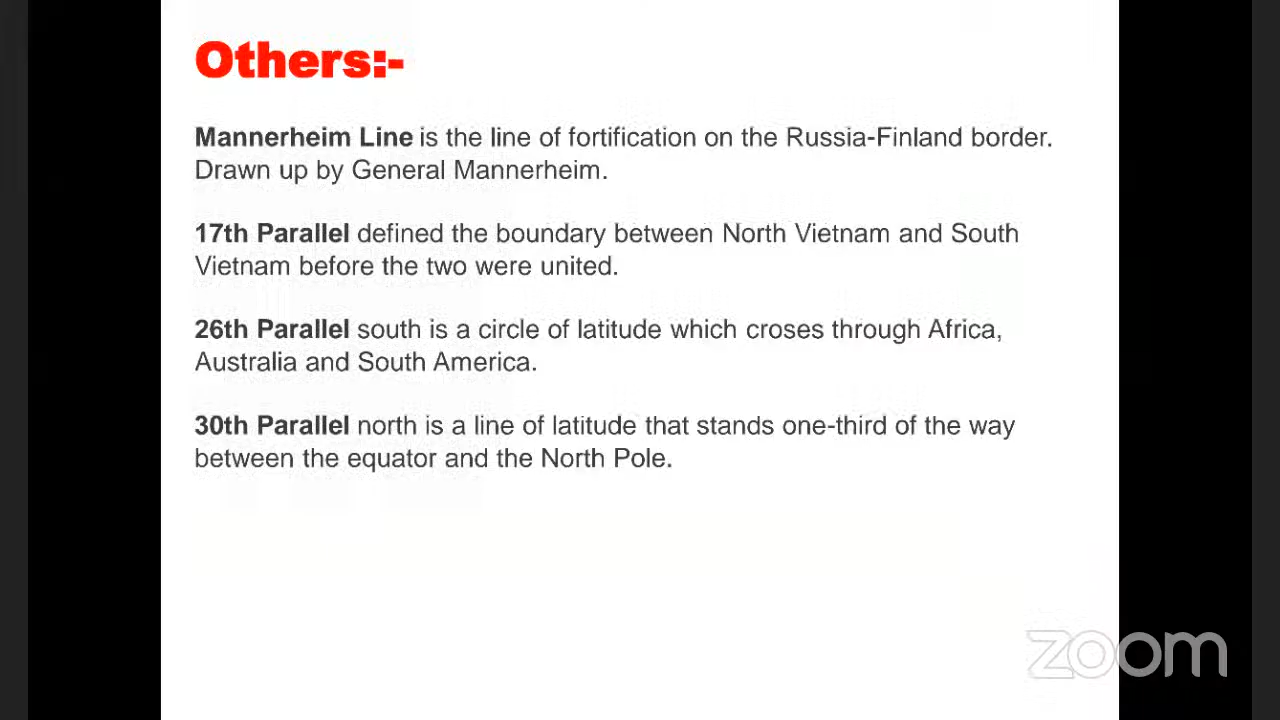 Others:-
Mannerheim Line is the line of fortification on the Russia-Finland border.
Drawn up by General Mannerheim.
17th Parallel defined the boundary between North Vietnam and South
Vietnam before the two were united.
26th Parallel south is a circle of latitude which croses through Africa,
Australia and South America.
30th Parallel north is a line of latitude that stands one-third of the way
between the equator and the North Pole.
zoom